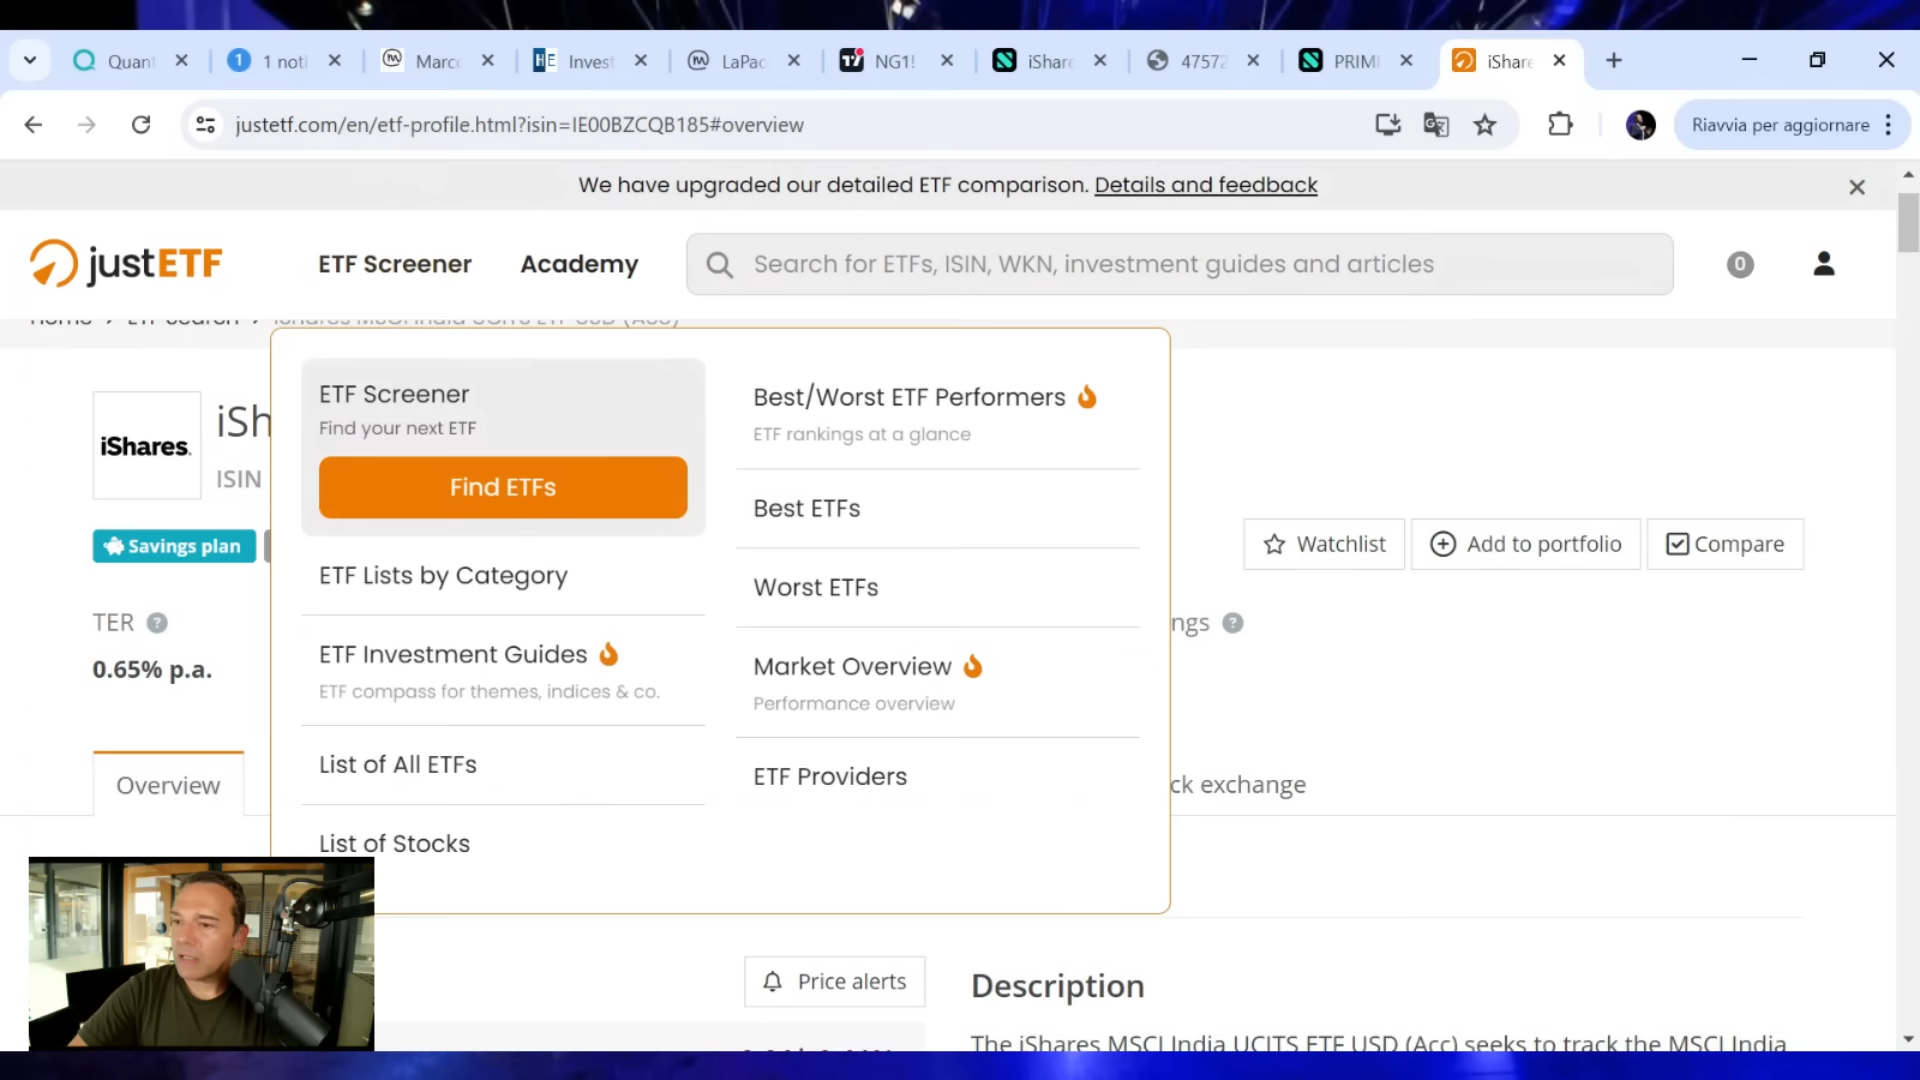 Quant
1 noti
Marco
HE Invest
LaPac
NG1!
iShare
47572
PRIM
iShare
justetf.com/en/etf-profile.html?isin=IE00BZCQB185#overview
Riavvia per aggiornare
We have upgraded our detailed ETF comparison. Details and feedback
justETF
ETF Screener
Academy
Search for ETFs, ISIN, WKN, investment guides and articles
0
iShares.
iSh
ISIN
Savings plan
TER
0.65% p.a.
Overview
ETF Screener
Find your next ETF
Find ETFs
ETF Lists by Category
ETF Investment Guides
ETF compass for themes, indices & co.
List of All ETFs
List of Stocks
Best/Worst ETF Performers
ETF rankings at a glance
Best ETFs
Worst ETFs
Market Overview
Performance overview
ETF Providers
Watchlist
Add to portfolio
Compare
ngs
ck exchange
Price alerts
Description
The iShares MSCI India UCITS ETF USD (Acc) seeks to track the MSCI India